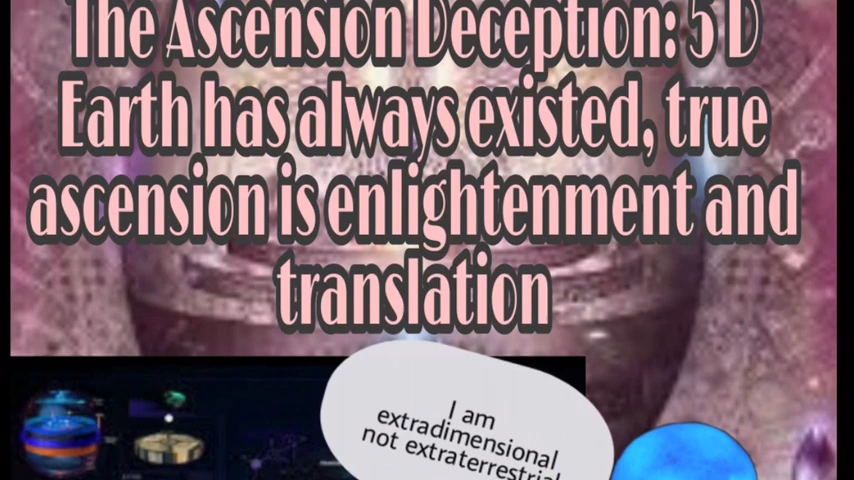 The Ascension Deception: 5 D
Earth has always existed, true
ascension is enlightenment and
translation
I am
extradimensional
not extraterrestrial